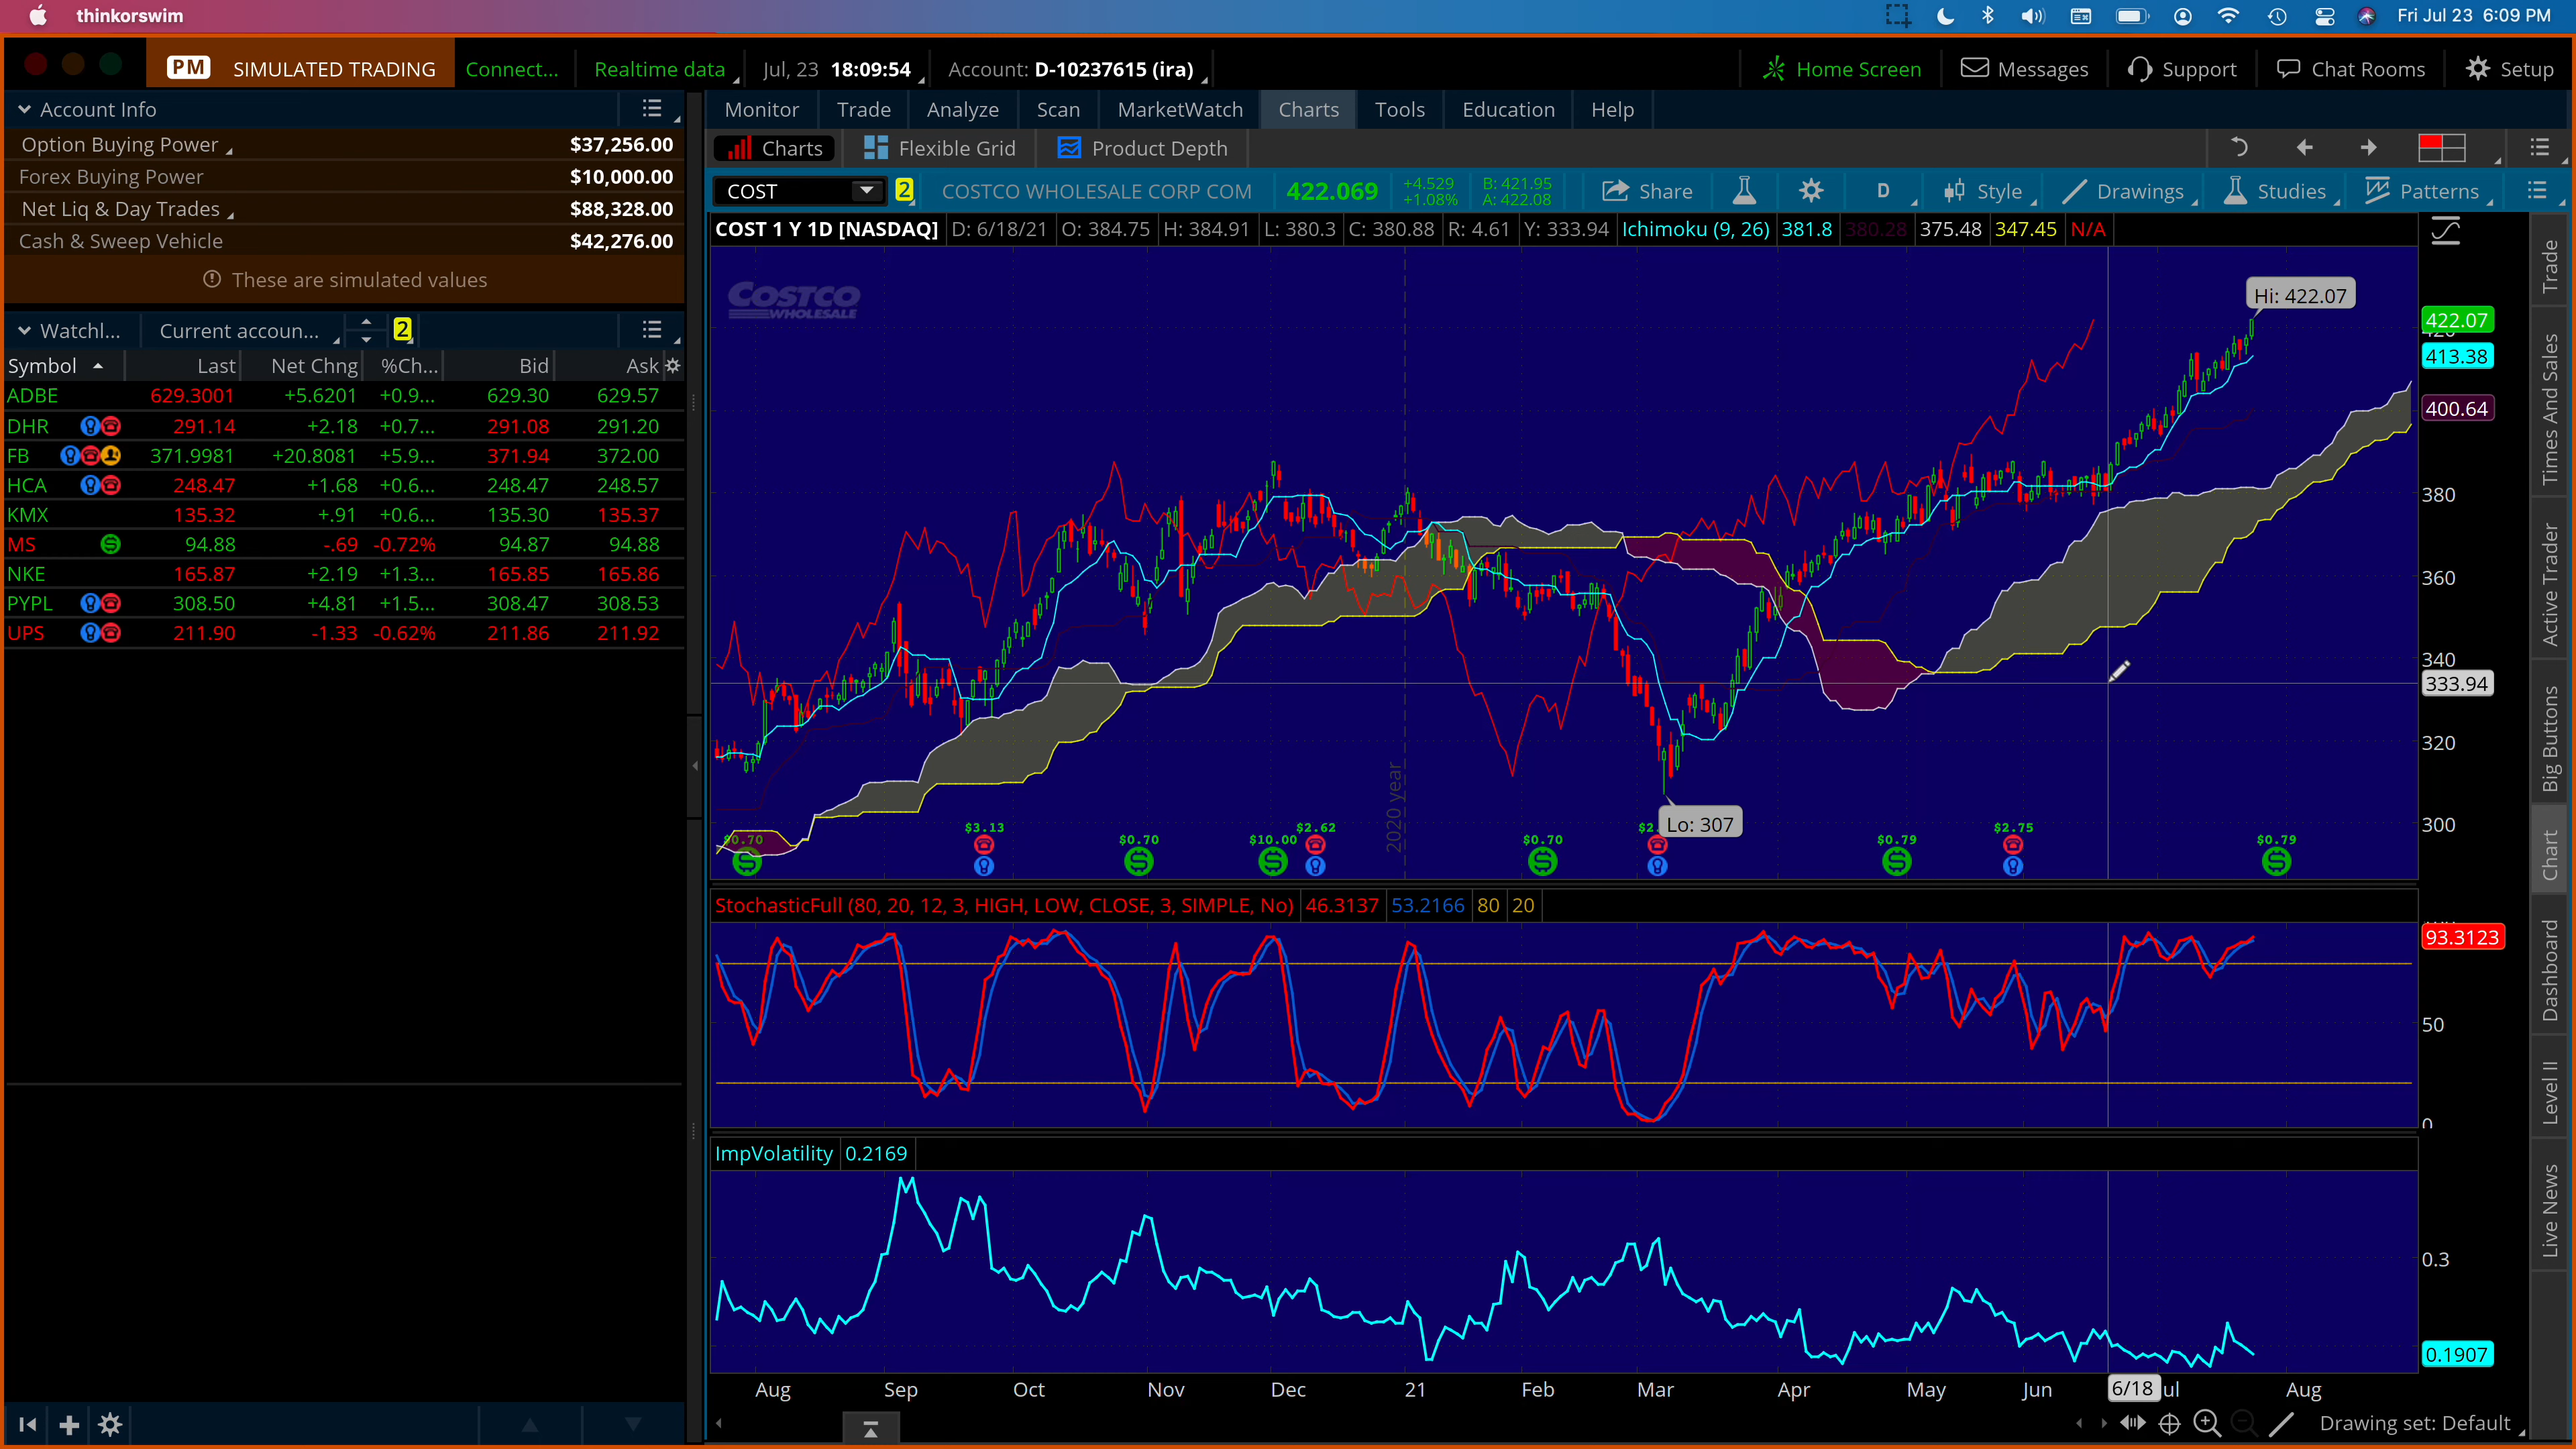 thinkorswim
Fri Jul 23 6:09 PM
PM SIMULATED TRADING Connect... Realtime data Jul, 23 18:09:54 Account: D-10237615 (ira) Home Screen Messages Support Chat Rooms Setup
Account Info
Option Buying Power $37,256.00
Forex Buying Power $10,000.00
Net Liq & Day Trades $88,328.00
Cash & Sweep Vehicle $42,276.00
These are simulated values
Watchl... Current accoun... 2
Symbol Last Net Chng %Ch... Bid Ask
ADBE 629.3001 +5.6201 +0.9... 629.30 629.57
DHR 291.14 +2.18 +0.7... 291.08 291.20
FB 371.9981 +20.8081 +5.9... 371.94 372.00
HCA 248.47 +1.68 +0.6... 248.47 248.57
KMX 135.32 +.91 +0.6... 135.30 135.37
MS 94.88 -.69 -0.72% 94.87 94.88
NKE 165.87 +2.19 +1.3... 165.85 165.86
PYPL 308.50 +4.81 +1.5... 308.47 308.53
UPS 211.90 -1.33 -0.62% 211.86 211.92
Monitor Trade Analyze Scan MarketWatch Charts Tools Education Help
Charts Flexible Grid Product Depth
COST 2 COSTCO WHOLESALE CORP COM 422.069 +4.529 +1.08% B: 421.95 A: 422.08 Share D Style Drawings Studies Patterns
COST 1 Y 1D [NASDAQ] D: 6/18/21 O: 384.75 H: 384.91 L: 380.3 C: 380.88 R: 4.61 Y: 333.94 Ichimoku (9, 26) 381.8 380.28 375.48 347.45 N/A
COSTCO
WHOLESALE
Hi: 422.07
422.07
413.38
400.64
380
360
340
333.94
320
300
2020 year
Lo: 307
$0.70 $3.13 $0.70 $10.00 $2.62 $0.70 $0.79 $2.75 $0.79
StochasticFull (80, 20, 12, 3, HIGH, LOW, CLOSE, 3, SIMPLE, No) 46.3137 53.2166 80 20
93.3123
50
0
ImpVolatility 0.2169
0.3
0.1907
Aug Sep Oct Nov Dec 21 Feb Mar Apr May Jun 6/18 ul Aug
Drawing set: Default
Trade
Times And Sales
Active Trader
Big Buttons
Chart
Dashboard
Level II
Live News